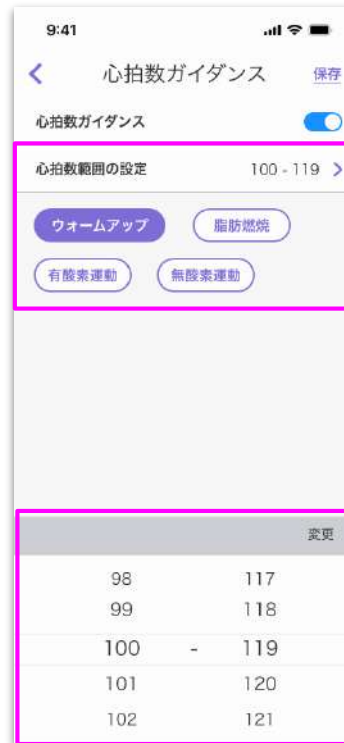 9:41
心拍数ガイダンス 保存
心拍数ガイダンス
心拍数範囲の設定 100 - 119
ウォームアップ 脂肪燃焼
有酸素運動 無酸素運動
変更
98 117
99 118
100 - 119
101 120
102 121